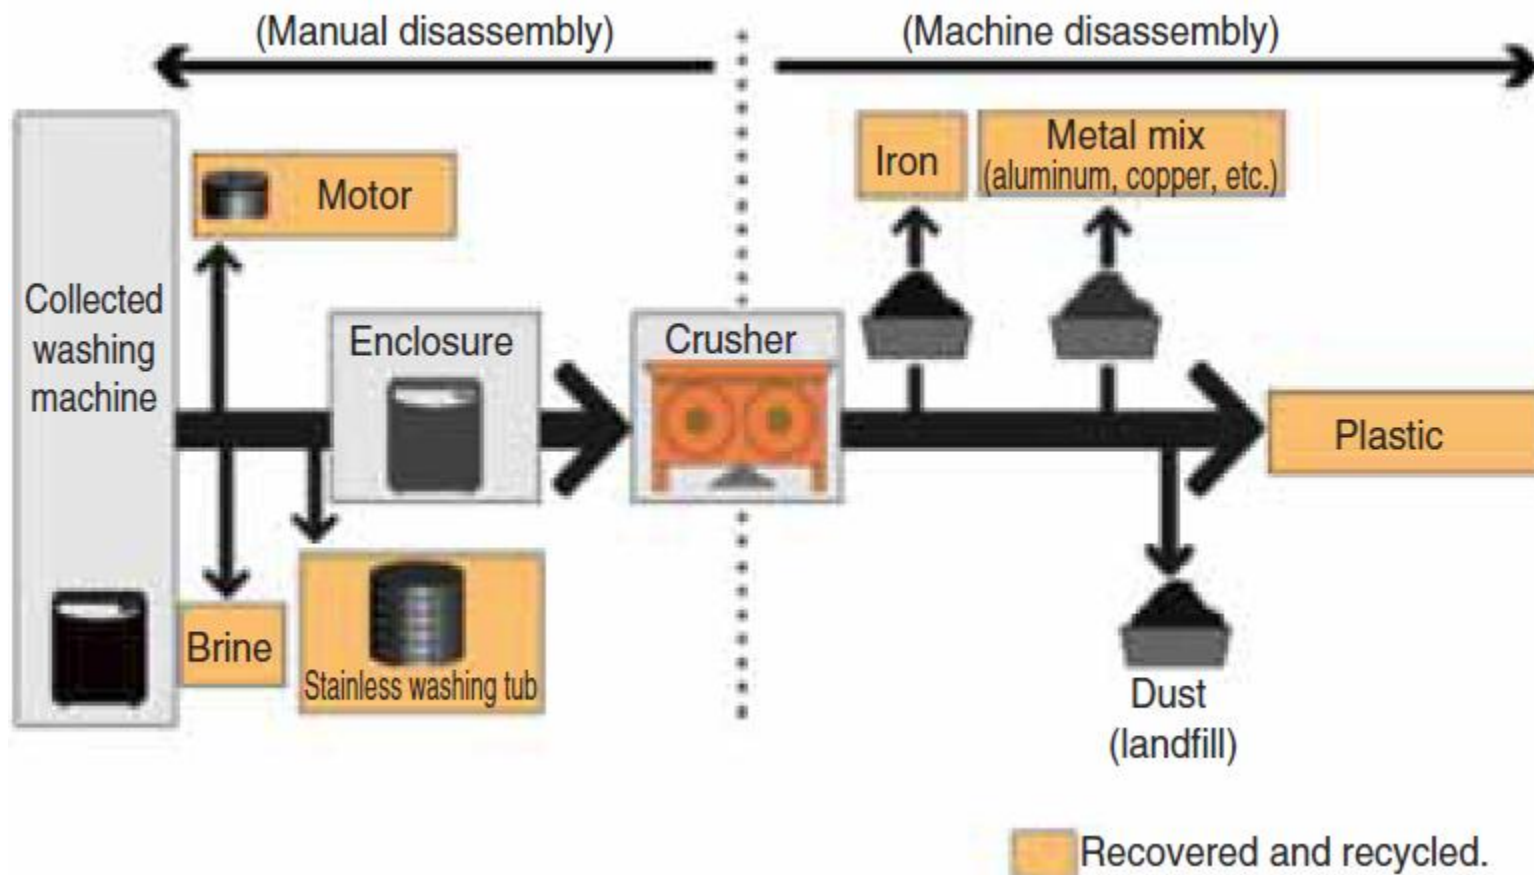 (Manual disassembly)
(Machine disassembly)
Collected
washing
machine
Motor
Brine
Stainless washing tub
Enclosure
Crusher
Iron
Metal mix
(aluminum, copper, etc.)
Plastic
Dust
(landfill)
Recovered and recycled.